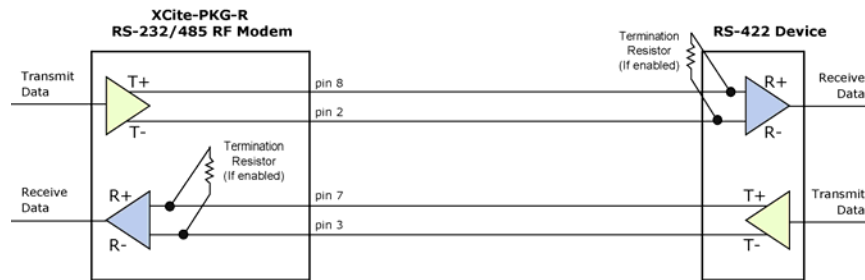 XCite-PKG-R
RS-232/485 RF Modem
RS-422 Device
Termination
Resistor
(If enabled)
Transmit
Data
T+
T-
pin 8
pin 2
R+
R-
Receive
Data
Termination
Resistor
(If enabled)
Receive
Data
R+
R-
pin 7
pin 3
T+
T-
Transmit
Data